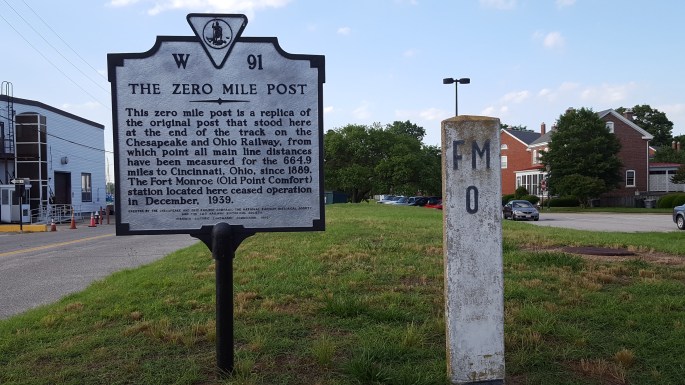 W 91
THE ZERO MILE POST
This zero mile post is a replica of
the original post that stood here
at the end of the track on the
Chesapeake and Ohio Railway, from
which point all main line distances
have been measured for the 664.9
miles to Cincinnati, Ohio, since 1889.
The Fort Monroe (Old Point Comfort)
station located here ceased operation
in December, 1939.
FM
0